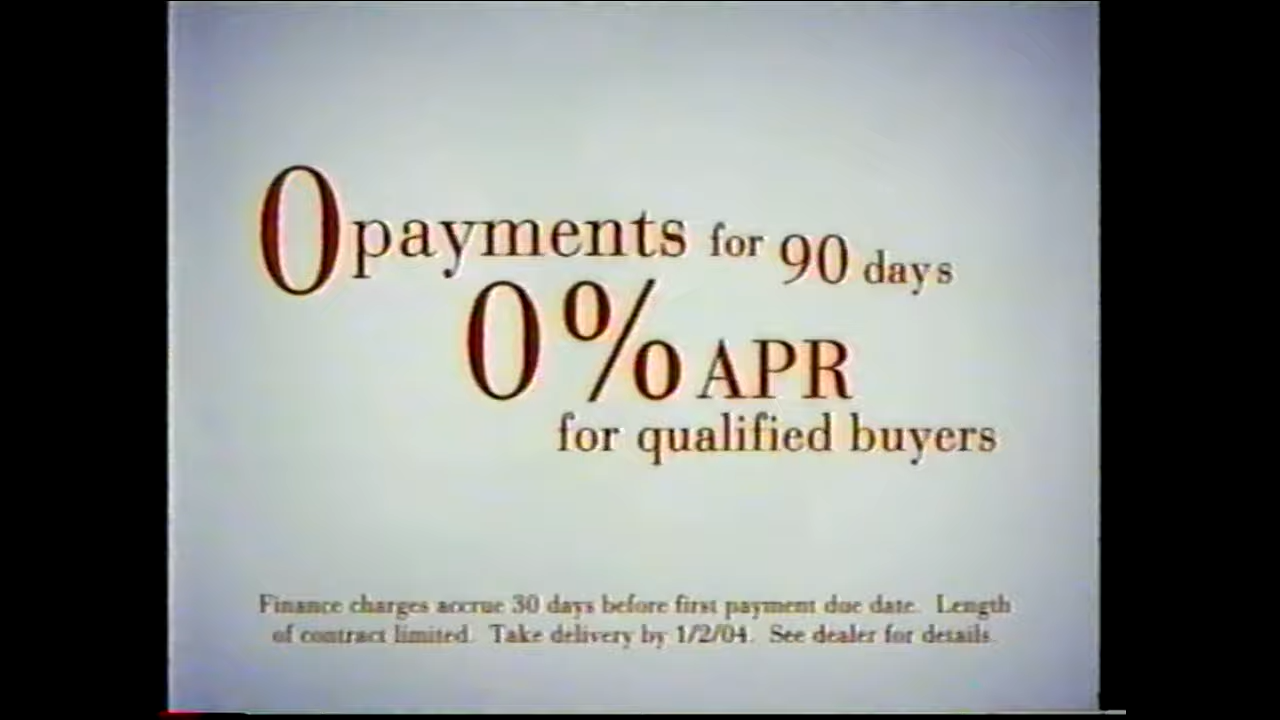 0 payments for 90 days
0% APR
for qualified buyers
Finance charges accrue 30 days before first payment due date. Length
of contract limited. Take delivery by 1/2/04. See dealer for details.